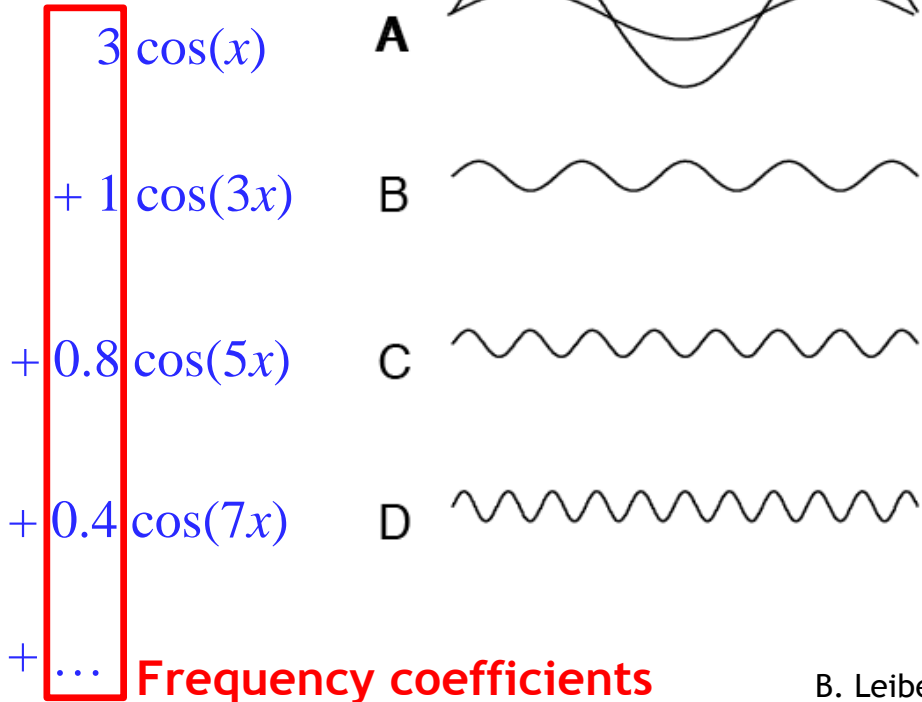 3 cos(x) A
+ 1 cos(3x) B
+ 0.8 cos(5x) C
+ 0.4 cos(7x) D
+ … Frequency coefficients B. Leibe